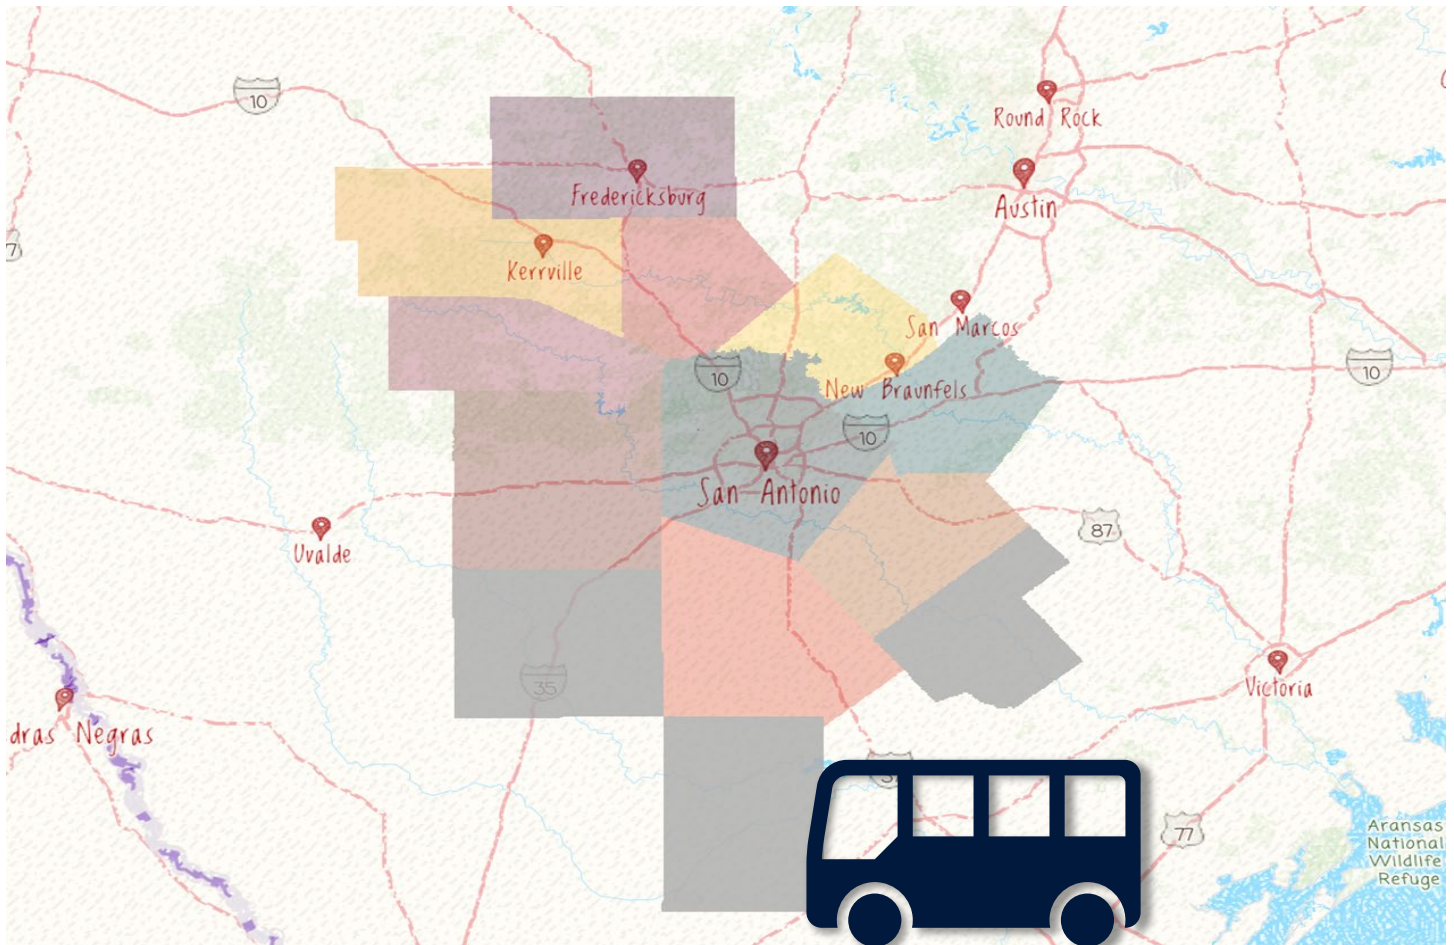 10
Round Rock
Fredericksburg
Austin
7
Kerrville
San Marcos
10
10
New Braunfels
10
San Antonio
87
Uvalde
35
Victoria
dras Negras
77
Aransas
National
Wildlife
Refuge